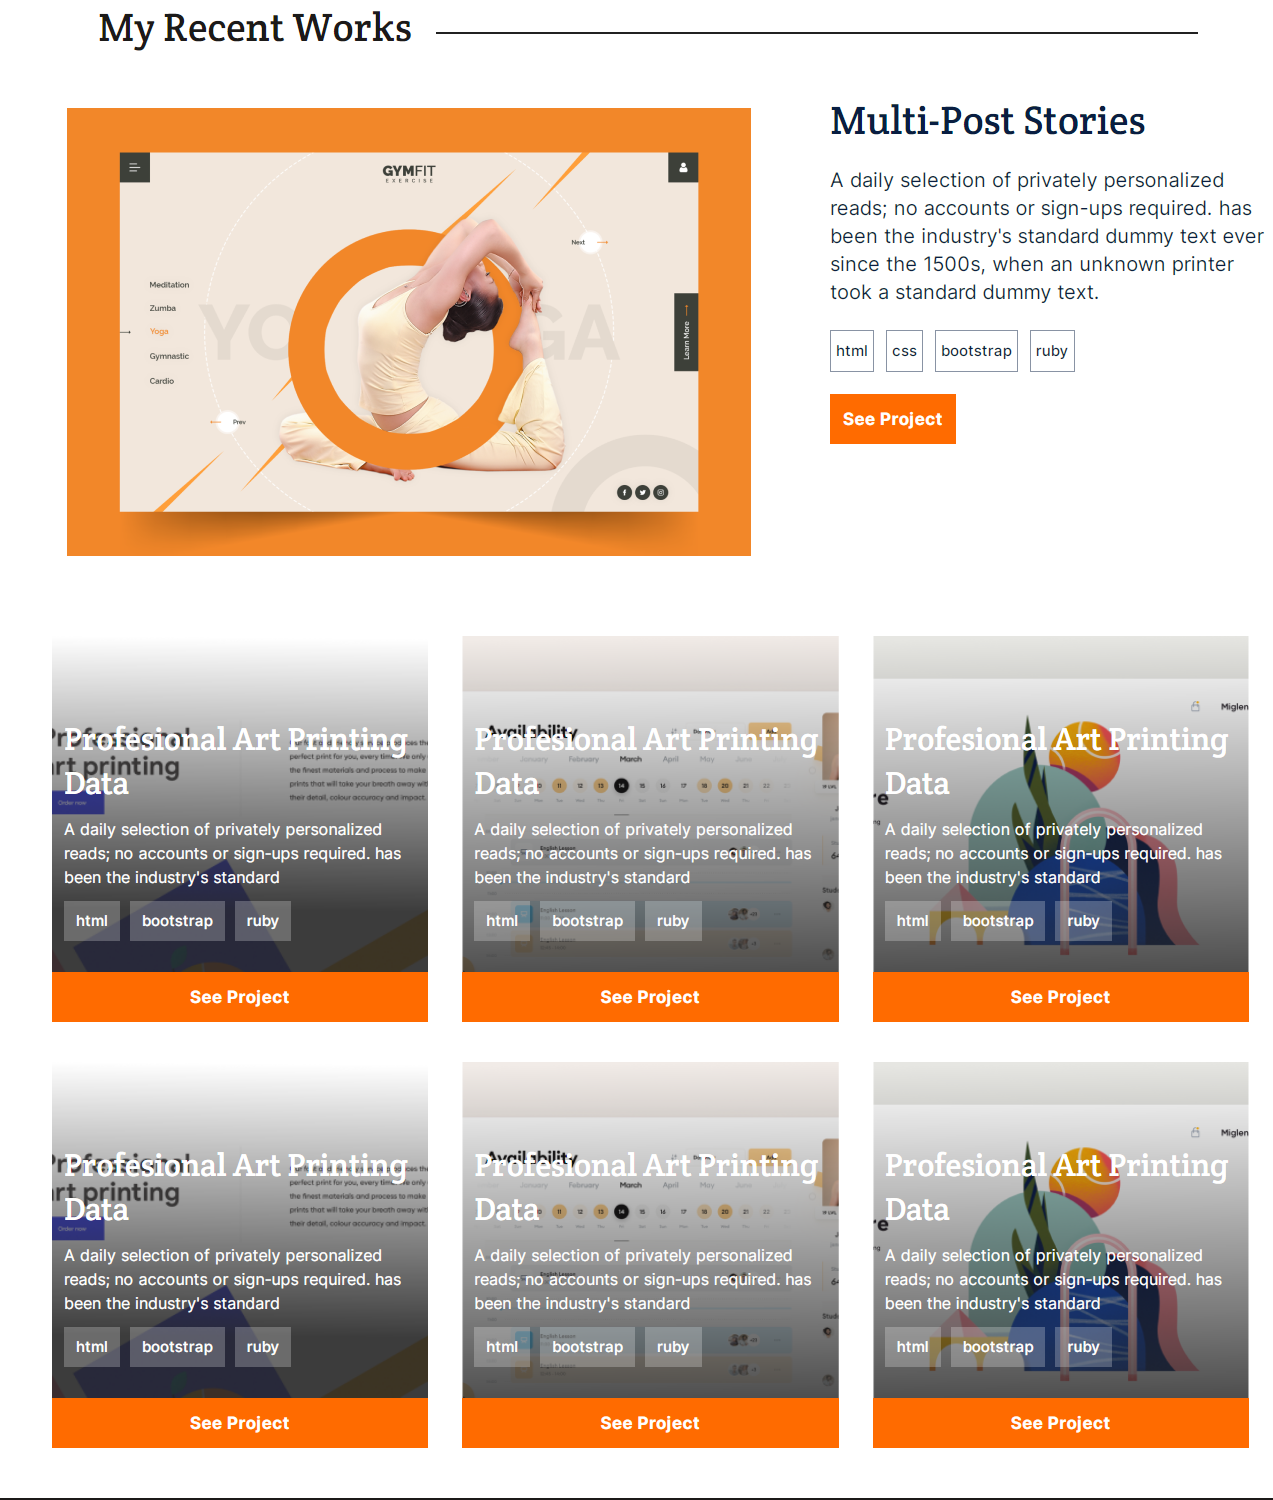 My Recent Works
GYMFIT
EXERCISE
Next
Meditation
Zumba
Yoga
Gymnastic
Cardio
YO GA
Learn More
Prev
Multi-Post Stories
A daily selection of privately personalized
reads; no accounts or sign-ups required. has
been the industry's standard dummy text ever
since the 1500s, when an unknown printer
took a standard dummy text.
html css bootstrap ruby
See Project
Profesional Art Printing
Data
A daily selection of privately personalized
reads; no accounts or sign-ups required. has
been the industry's standard
html bootstrap ruby
See Project
Profesional Art Printing
Data
A daily selection of privately personalized
reads; no accounts or sign-ups required. has
been the industry's standard
html bootstrap ruby
See Project
Miglen
Profesional Art Printing
Data
A daily selection of privately personalized
reads; no accounts or sign-ups required. has
been the industry's standard
html bootstrap ruby
See Project
Profesional Art Printing
Data
A daily selection of privately personalized
reads; no accounts or sign-ups required. has
been the industry's standard
html bootstrap ruby
See Project
Profesional Art Printing
Data
A daily selection of privately personalized
reads; no accounts or sign-ups required. has
been the industry's standard
html bootstrap ruby
See Project
Miglen
Profesional Art Printing
Data
A daily selection of privately personalized
reads; no accounts or sign-ups required. has
been the industry's standard
html bootstrap ruby
See Project